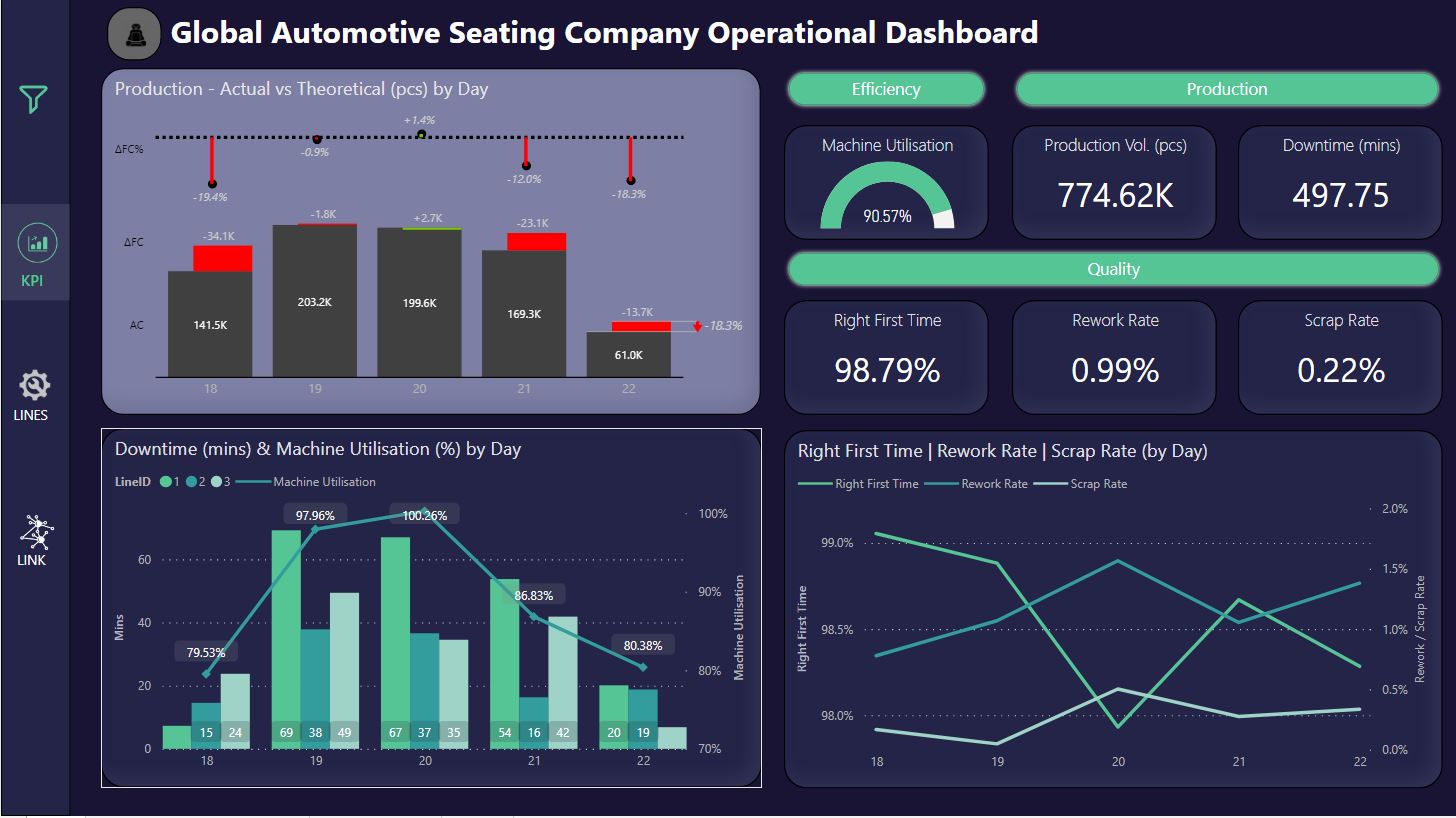 Global Automotive Seating Company Operational Dashboard
KPI
LINES
LINK
Production - Actual vs Theoretical (pcs) by Day
ΔFC%
-19.4%
-0.9%
+1.4%
-12.0%
-18.3%
ΔFC
-34.1K
-1.8K
+2.7K
-23.1K
-13.7K
-18.3%
AC
141.5K
203.2K
199.6K
169.3K
61.0K
18 19 20 21 22
Efficiency
Production
Machine Utilisation
90.57%
Production Vol. (pcs)
774.62K
Downtime (mins)
497.75
Quality
Right First Time
98.79%
Rework Rate
0.99%
Scrap Rate
0.22%
Downtime (mins) & Machine Utilisation (%) by Day
LineID 1 2 3 Machine Utilisation
Mins
60
40
20
0
79.53%
97.96%
100.26%
86.83%
80.38%
15 24 69 38 49 67 37 35 54 16 42 20 19
18 19 20 21 22
100%
90%
80%
70%
Machine Utilisation
Right First Time | Rework Rate | Scrap Rate (by Day)
Right First Time Rework Rate Scrap Rate
Right First Time
99.0%
98.5%
98.0%
18 19 20 21 22
2.0%
1.5%
1.0%
0.5%
0.0%
Rework / Scrap Rate